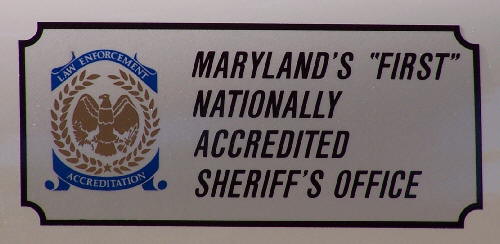 LAW ENFORCEMENT
ACCREDITATION
MARYLAND'S "FIRST"
NATIONALLY
ACCREDITED
SHERIFF'S OFFICE